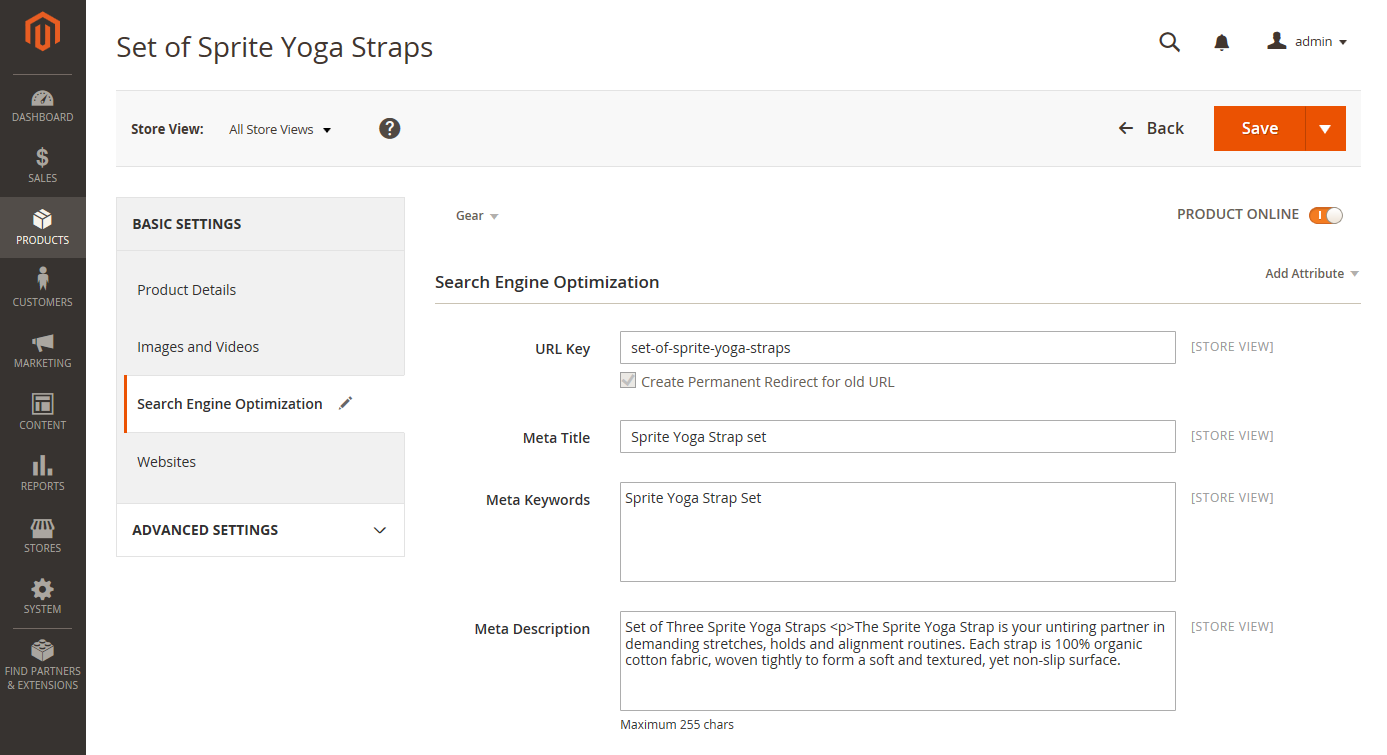 Set of Sprite Yoga Straps
admin
DASHBOARD
SALES
PRODUCTS
CUSTOMERS
MARKETING
CONTENT
REPORTS
STORES
SYSTEM
FIND PARTNERS
& EXTENSIONS
Store View: All Store Views ?
Back
Save
BASIC SETTINGS
Product Details
Images and Videos
Search Engine Optimization
Websites
ADVANCED SETTINGS
Gear
PRODUCT ONLINE
Search Engine Optimization
Add Attribute
URL Key
set-of-sprite-yoga-straps
[STORE VIEW]
Create Permanent Redirect for old URL
Meta Title
Sprite Yoga Strap set
[STORE VIEW]
Meta Keywords
Sprite Yoga Strap Set
[STORE VIEW]
Meta Description
Set of Three Sprite Yoga Straps <p>The Sprite Yoga Strap is your untiring partner in
demanding stretches, holds and alignment routines. Each strap is 100% organic
cotton fabric, woven tightly to form a soft and textured, yet non-slip surface.
[STORE VIEW]
Maximum 255 chars